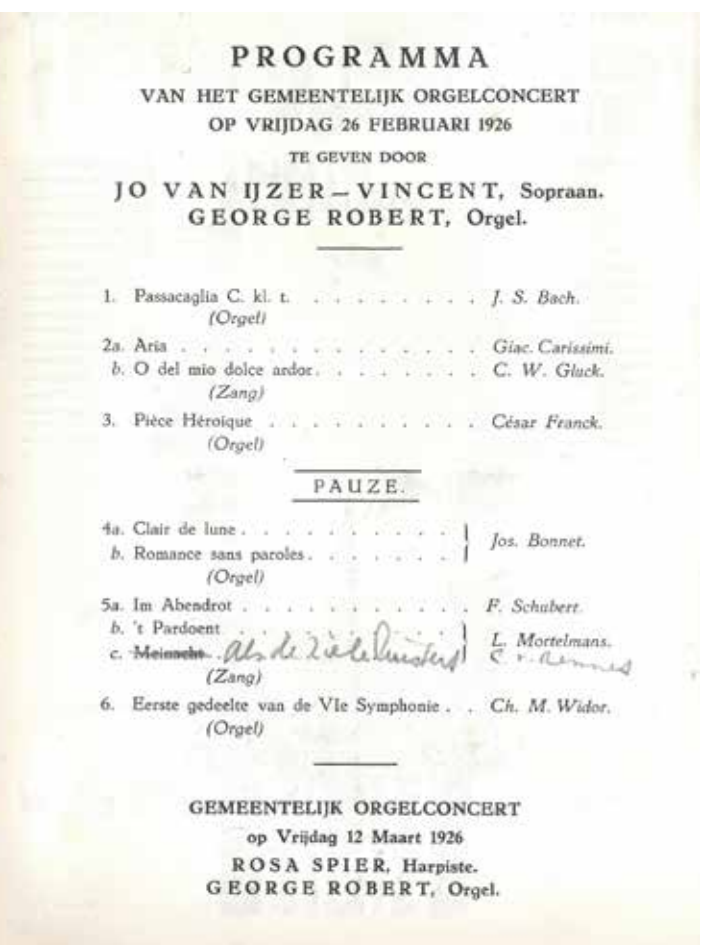 PROGRAMMA
VAN HET GEMEENTELIJK ORGELCONCERT
OP VRIJDAG 26 FEBRUARI 1926
TE GEVEN DOOR
JO VAN IJZER–VINCENT, Sopraan.
GEORGE ROBERT, Orgel.
1. Passacaglia C. kl. t. . . . . . . . . . J. S. Bach.
(Orgel)
2a. Aria . . . . . . . . . . . . . . Giac. Carissimi.
b. O del mio dolce ardor. . . . . . . . C. W. Gluck.
(Zang)
3. Pièce Héroïque . . . . . . . . . . César Franck.
(Orgel)
PAUZE.
4a. Clair de lune . . . . . . . . . . .
Jos. Bonnet.
b. Romance sans paroles . . . . . . .
(Orgel)
5a. Im Abendrot . . . . . . . . . . . F. Schubert.
b. 't Pardoent
L. Mortelmans.
c. Meinacht . Als de ziele luistert C. v. Rennes
(Zang)
6. Eerste gedeelte van de VIe Symphonie . . Ch. M. Widor.
(Orgel)
GEMEENTELIJK ORGELCONCERT
op Vrijdag 12 Maart 1926
ROSA SPIER, Harpiste.
GEORGE ROBERT, Orgel.